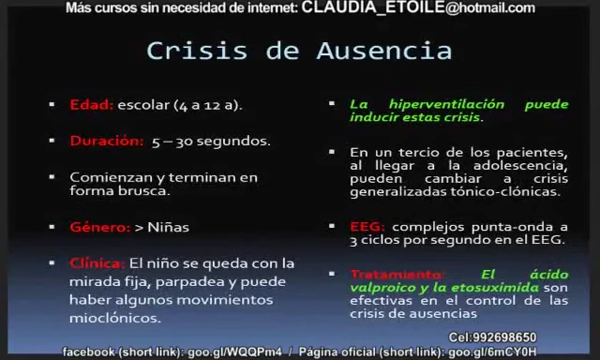 Más cursos sin necesidad de internet: CLAUDIA_ETOILE@hotmail.com
Crisis de Ausencia
▪ Edad: escolar (4 a 12 a).
▪ Duración: 5 – 30 segundos.
▪ Comienzan y terminan en
forma brusca.
▪ Género: > Niñas
▪ Clínica: El niño se queda con la
mirada fija, parpadea y puede
haber algunos movimientos
mioclónicos.
▪ La hiperventilación puede
inducir estas crisis.
▪ En un tercio de los pacientes,
al llegar a la adolescencia,
pueden cambiar a crisis
generalizadas tónico-clónicas.
▪ EEG: complejos punta-onda a
3 ciclos por segundo en el EEG.
▪ Tratamiento: El ácido
valproico y la etosuximida son
efectivas en el control de las
crisis de ausencias
Cel:992698650
facebook (short link): goo.gl/WQQPm4 / Página oficial (short link): goo.gl/6mCY0H